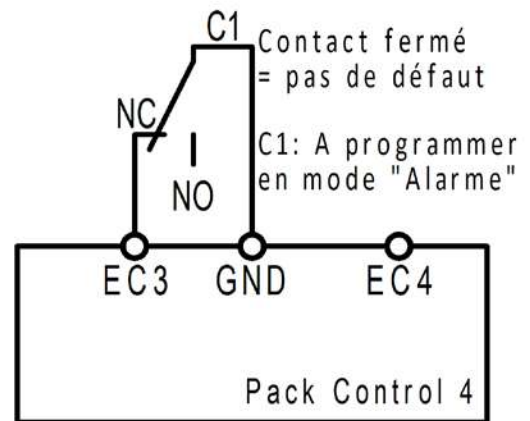 C1
Contact fermé
= pas de défaut
NC
C1: A programmer
en mode "Alarme"
NO
EC3 GND EC4
Pack Control 4